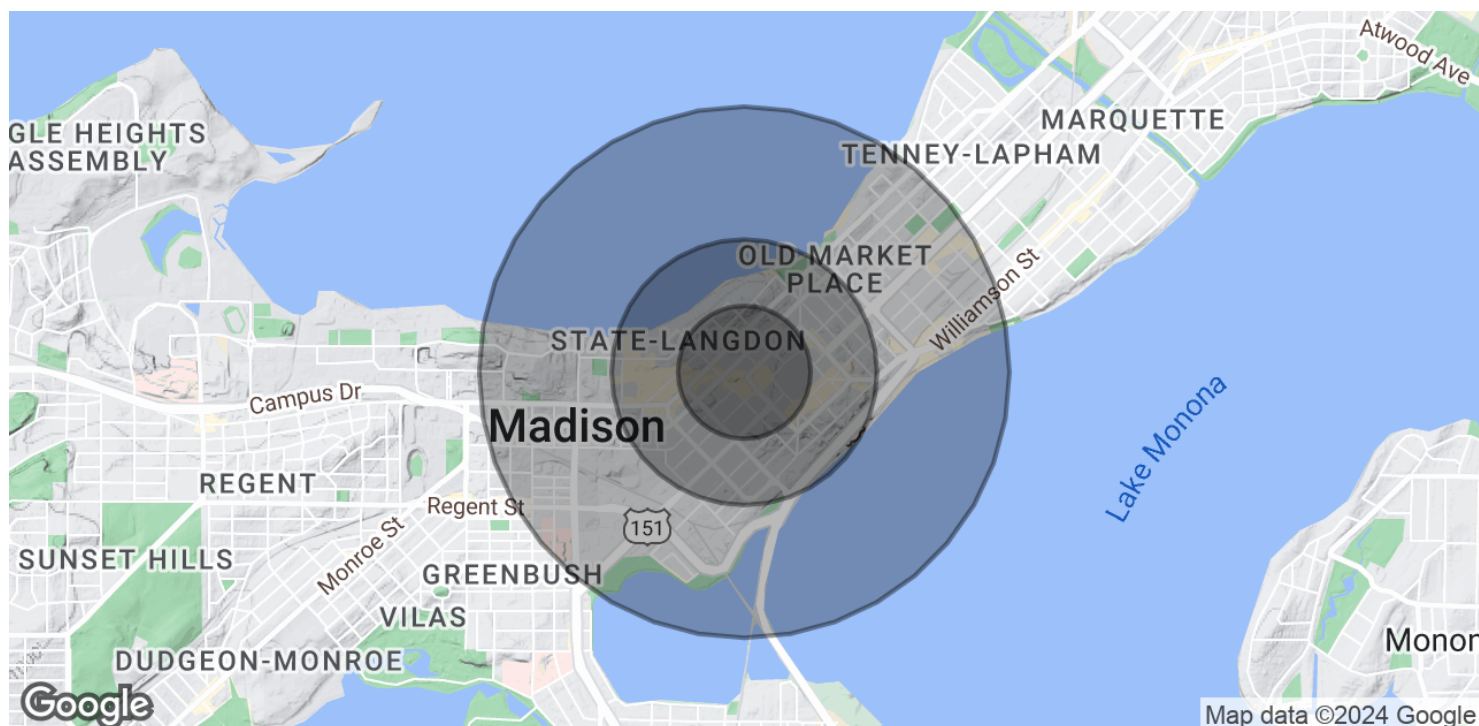 Atwood Ave
MARQUETTE
GLE HEIGHTS
ASSEMBLY
TENNEY-LAPHAM
OLD MARKET
PLACE
Williamson St
STATE-LANGDON
Campus Dr
Madison
Lake Monona
REGENT
Regent St
151
Monroe St
SUNSET HILLS
GREENBUSH
VILAS
DUDGEON-MONROE
Monon
Google
Map data ©2024 Google